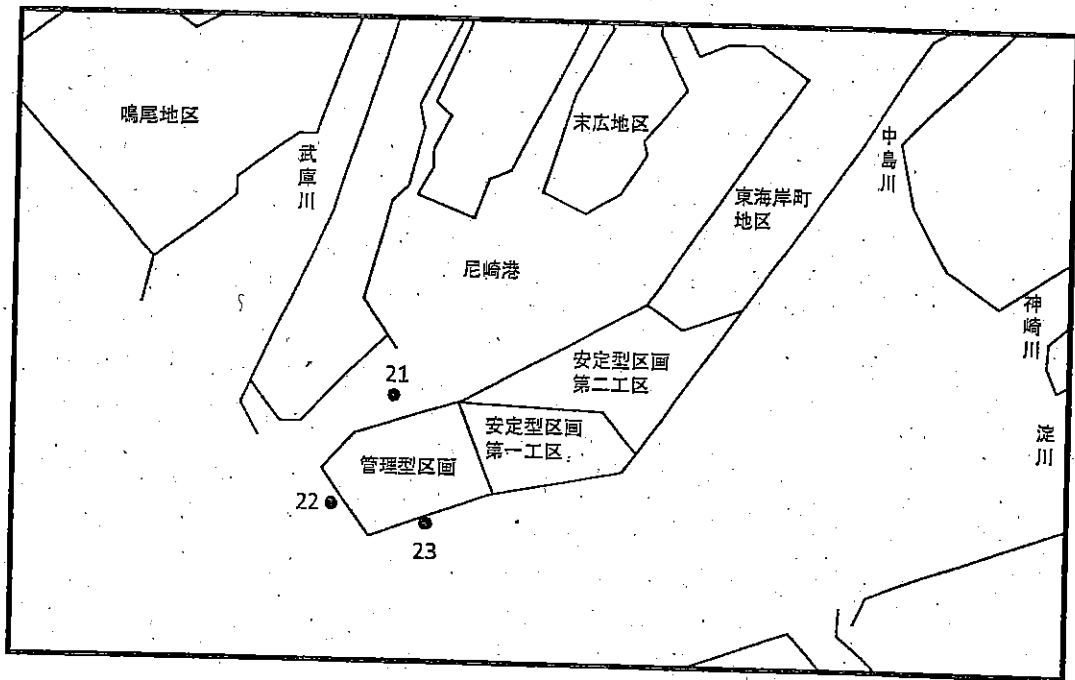 鳴尾地区
武庫川
末広地区
中島川
東海岸町
地区
尼崎港
神崎川
安定型区画
第二工区
21
安定型区画
第一工区
淀川
管理型区画
22
23